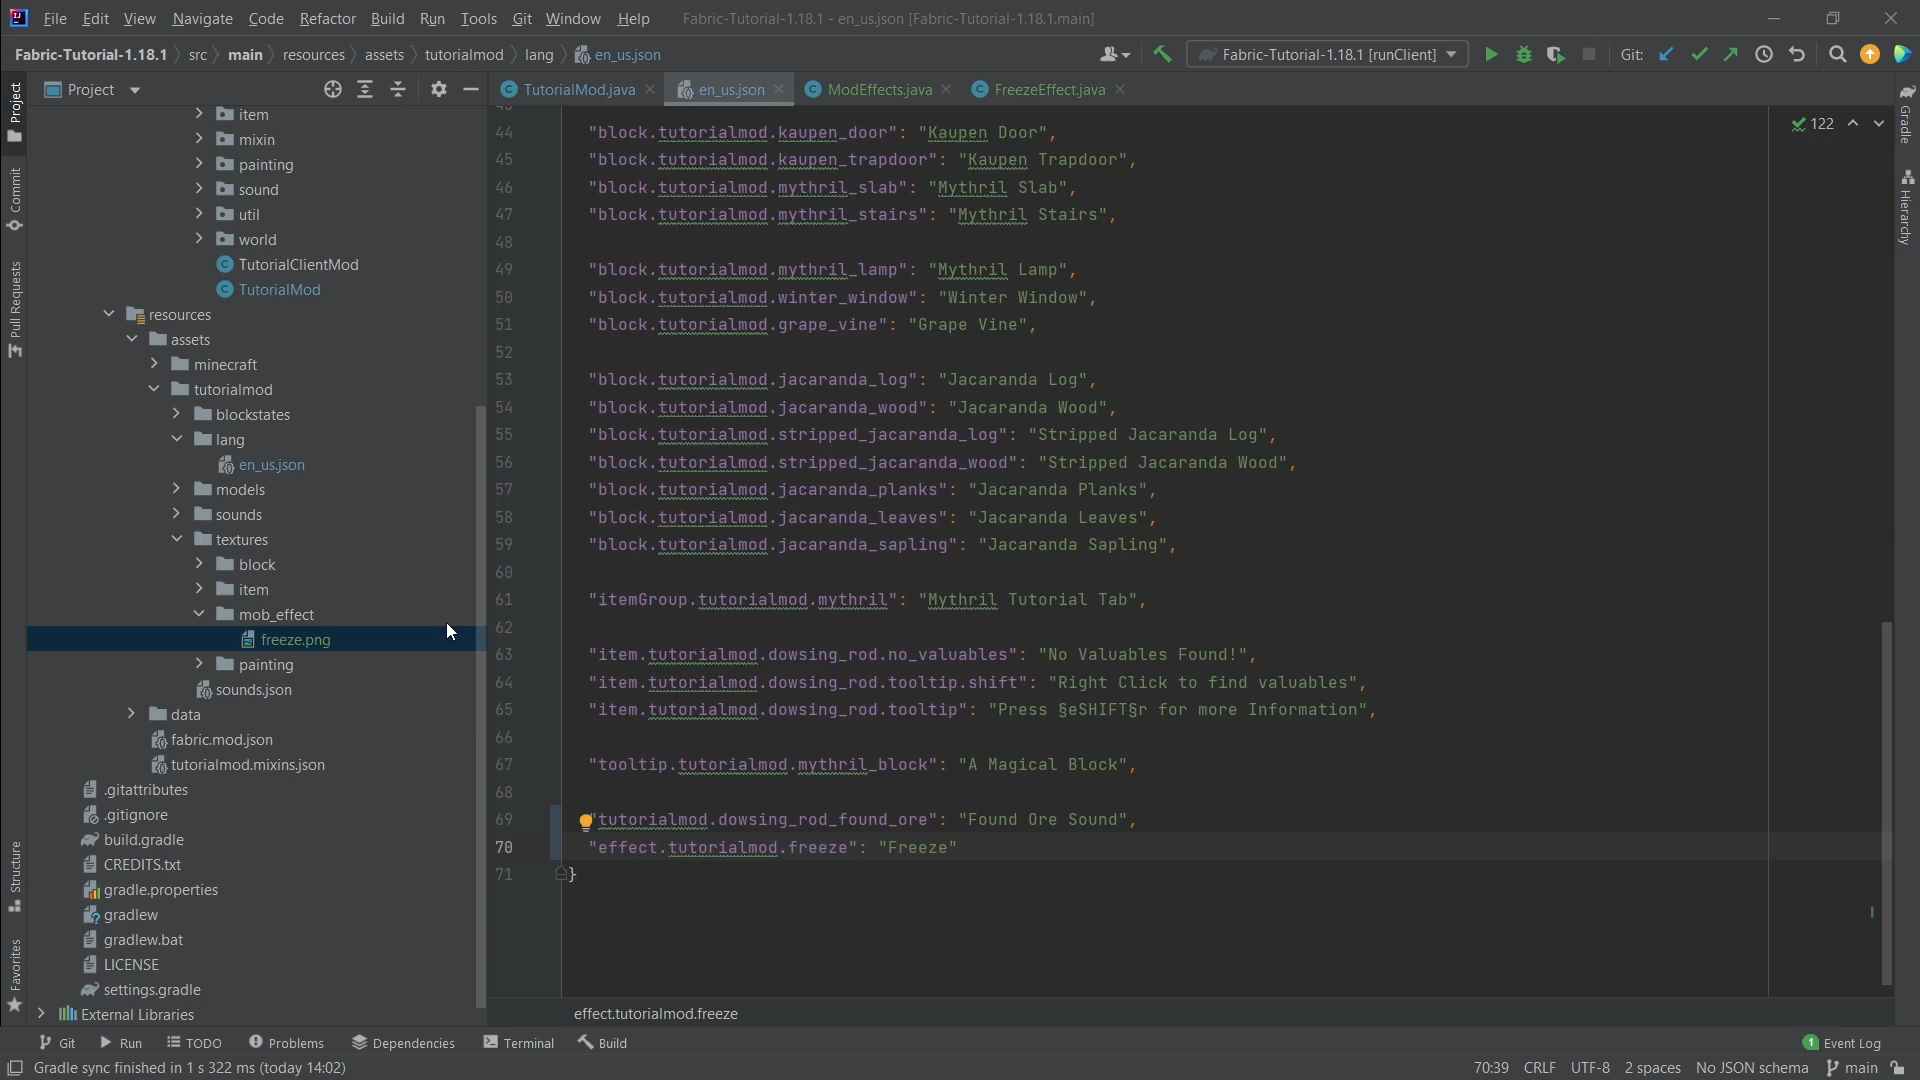 File Edit View Navigate Code Refactor Build Run Tools Git Window Help Fabric-Tutorial-1.18.1 - en_us.json [Fabric-Tutorial-1.18.1.main]
Fabric-Tutorial-1.18.1 src main resources assets tutorialmod lang en_us.json Fabric-Tutorial-1.18.1 [runClient] Git:
Project TutorialMod.java en_us.json ModEffects.java FreezeEffect.java
Project
Commit
Pull Requests
Structure
Favorites
item
mixin
painting
sound
util
world
TutorialClientMod
TutorialMod
resources
assets
minecraft
tutorialmod
blockstates
lang
en_us.json
models
sounds
textures
block
item
mob_effect
freeze.png
painting
sounds.json
data
fabric.mod.json
tutorialmod.mixins.json
.gitattributes
.gitignore
build.gradle
CREDITS.txt
gradle.properties
gradlew
gradlew.bat
LICENSE
settings.gradle
External Libraries
44 "block.tutorialmod.kaupen_door": "Kaupen Door",
45 "block.tutorialmod.kaupen_trapdoor": "Kaupen Trapdoor",
46 "block.tutorialmod.mythril_slab": "Mythril Slab",
47 "block.tutorialmod.mythril_stairs": "Mythril Stairs",
48
49 "block.tutorialmod.mythril_lamp": "Mythril Lamp",
50 "block.tutorialmod.winter_window": "Winter Window",
51 "block.tutorialmod.grape_vine": "Grape Vine",
52
53 "block.tutorialmod.jacaranda_log": "Jacaranda Log",
54 "block.tutorialmod.jacaranda_wood": "Jacaranda Wood",
55 "block.tutorialmod.stripped_jacaranda_log": "Stripped Jacaranda Log",
56 "block.tutorialmod.stripped_jacaranda_wood": "Stripped Jacaranda Wood",
57 "block.tutorialmod.jacaranda_planks": "Jacaranda Planks",
58 "block.tutorialmod.jacaranda_leaves": "Jacaranda Leaves",
59 "block.tutorialmod.jacaranda_sapling": "Jacaranda Sapling",
60
61 "itemGroup.tutorialmod.mythril": "Mythril Tutorial Tab",
62
63 "item.tutorialmod.dowsing_rod.no_valuables": "No Valuables Found!",
64 "item.tutorialmod.dowsing_rod.tooltip.shift": "Right Click to find valuables",
65 "item.tutorialmod.dowsing_rod.tooltip": "Press §eSHIFT§r for more Information",
66
67 "tooltip.tutorialmod.mythril_block": "A Magical Block",
68
69 "tutorialmod.dowsing_rod_found_ore": "Found Ore Sound",
70 "effect.tutorialmod.freeze": "Freeze"
71 }
122
Gradle
Hierarchy
effect.tutorialmod.freeze
Git Run TODO Problems Dependencies Terminal Build 1 Event Log
Gradle sync finished in 1 s 322 ms (today 14:02) 70:39 CRLF UTF-8 2 spaces No JSON schema main